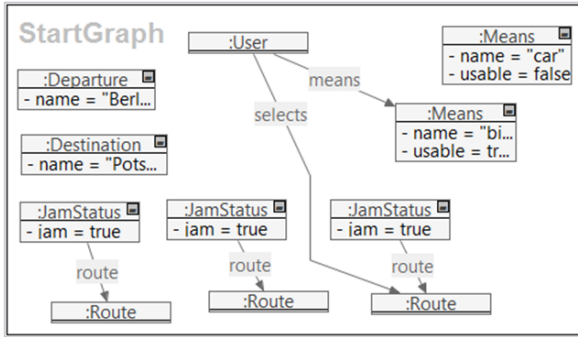 StartGraph
:User
:Means
- name = "car"
- usable = false
:Departure
- name = "Berl...
means
:Means
- name = "bi...
- usable = tr...
selects
:Destination
- name = "Pots...
:JamStatus
- jam = true
:JamStatus
- jam = true
:JamStatus
- jam = true
route
route
route
:Route
:Route
:Route